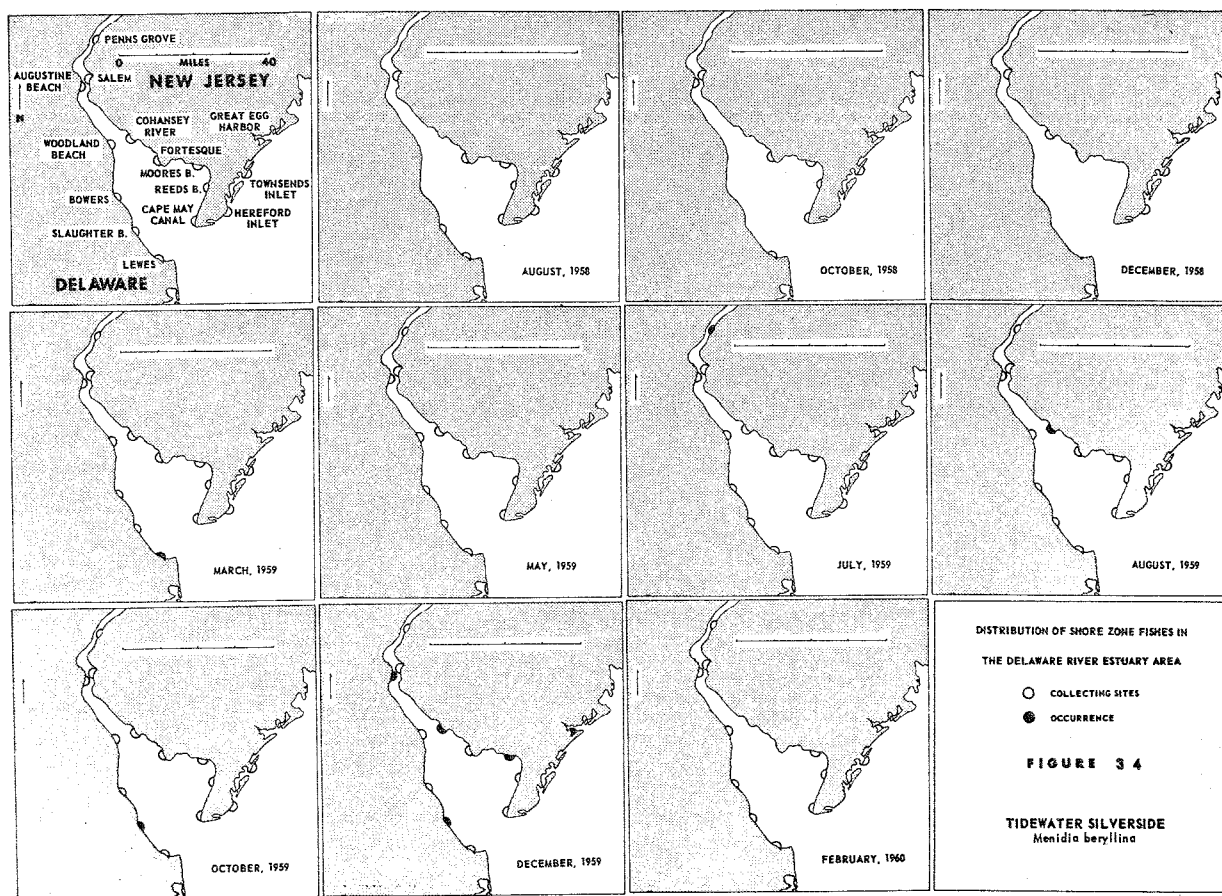 PENNS GROVE
0 MILES 40
AUGUSTINE
BEACH
SALEM
NEW JERSEY
N
COHANSEY
RIVER
GREAT EGG
HARBOR
WOODLAND
BEACH
FORTESQUE
MOORES B.
REEDS B.
TOWNSENDS
INLET
BOWERS
CAPE MAY
CANAL
HEREFORD
INLET
SLAUGHTER B.
LEWES
DELAWARE
AUGUST, 1958
OCTOBER, 1958
DECEMBER, 1958
MARCH, 1959
MAY, 1959
JULY, 1959
AUGUST, 1959
OCTOBER, 1959
DECEMBER, 1959
FEBRUARY, 1960
DISTRIBUTION OF SHORE ZONE FISHES IN
THE DELAWARE RIVER ESTUARY AREA
COLLECTING SITES
OCCURRENCE
FIGURE 34
TIDEWATER SILVERSIDE
Menidia beryllina